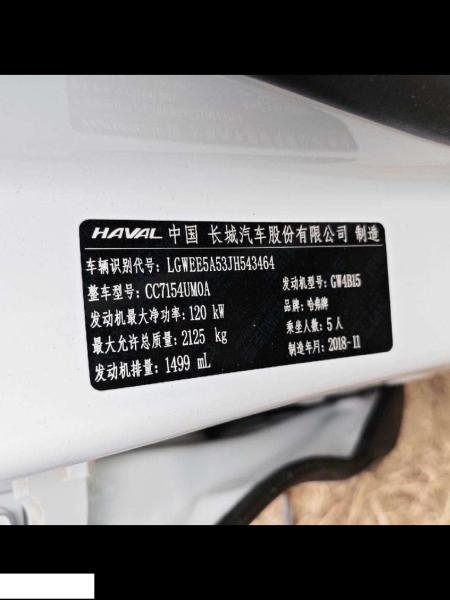 HAVAL 中国 长城汽车股份有限公司 制造
车辆识别代号: LGWEE5A53JH543464
整车型号: CC7154UM0A 发动机型号: GW4B15
发动机最大净功率: 120 kW 品牌: 哈弗牌
最大允许总质量: 2125 kg 乘坐人数: 5 人
发动机排量: 1499 mL 制造年月: 2018-11